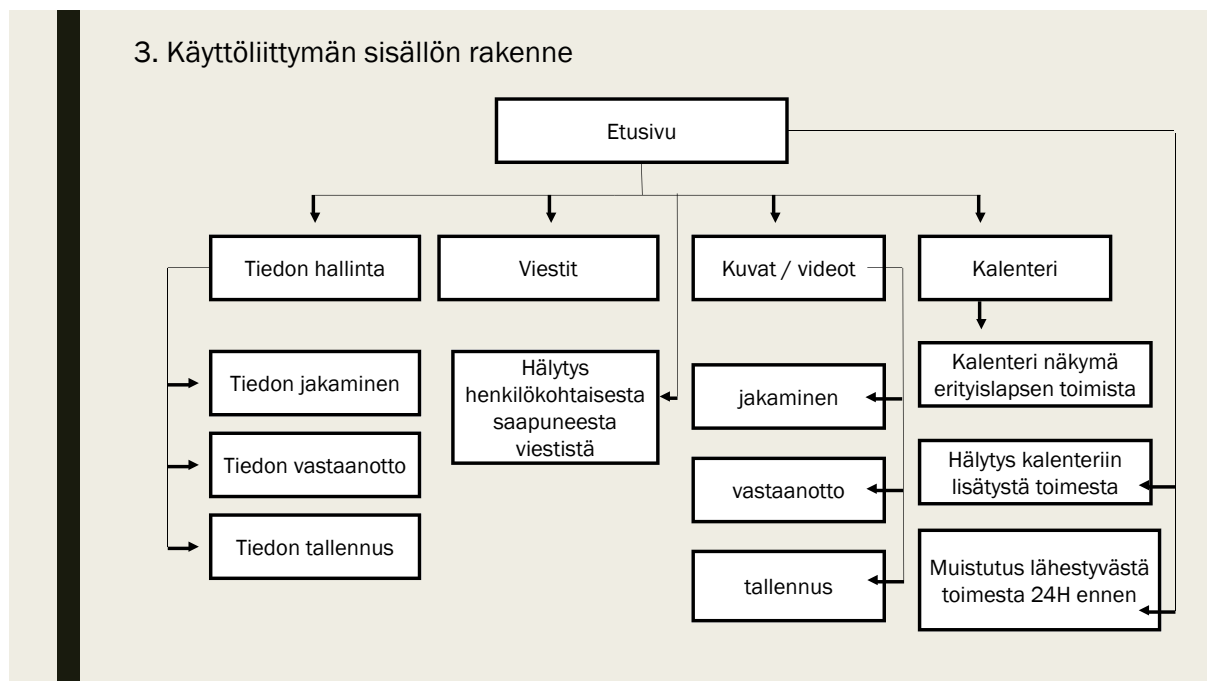 3. Käyttöliittymän sisällön rakenne
Etusivu
Tiedon hallinta
Viestit
Kuvat / videot
Kalenteri
Tiedon jakaminen
Tiedon vastaanotto
Tiedon tallennus
Hälytys
henkilökohtaisesta
saapuneesta
viestistä
jakaminen
vastaanotto
tallennus
Kalenteri näkymä
erityislapsen toimista
Hälytys kalenteriin
lisätystä toimesta
Muistutus lähestyvästä
toimesta 24H ennen